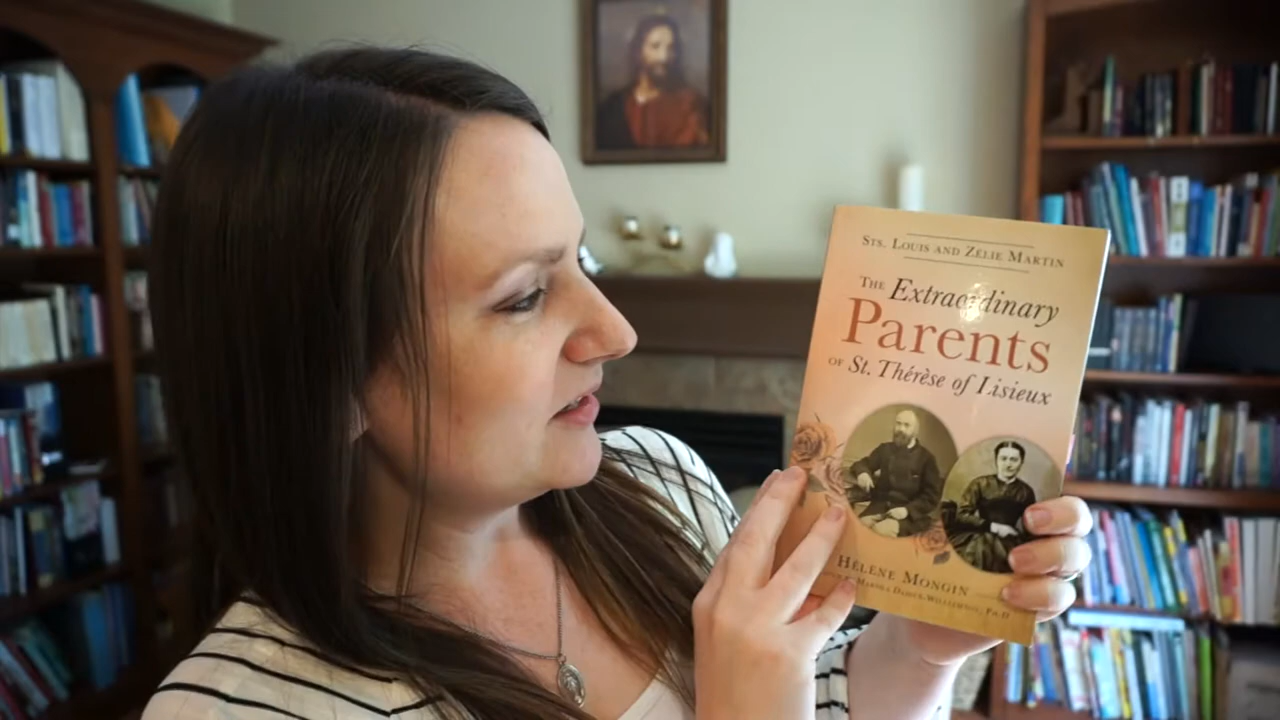 STS. LOUIS AND ZÉLIE MARTIN
THE Extraordinary
Parents
OF St. Thérèse of Lisieux
HÉLÈNE MONGIN